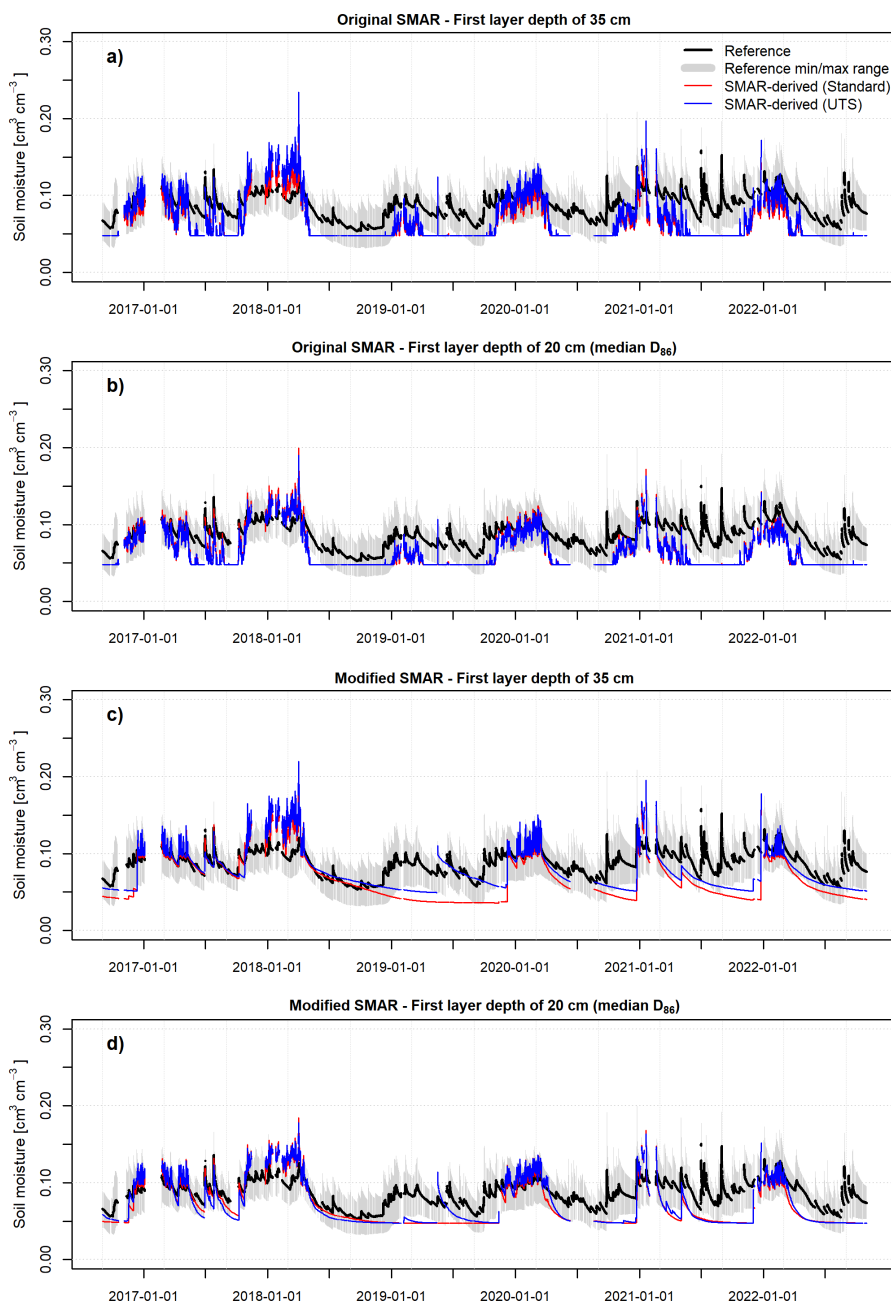 Original SMAR - First layer depth of 35 cm
a)
Soil moisture [cm³ cm⁻³ ]
0.30
0.20
0.10
0.00
Reference
Reference min/max range
SMAR-derived (Standard)
SMAR-derived (UTS)
2017-01-01 2018-01-01 2019-01-01 2020-01-01 2021-01-01 2022-01-01
Original SMAR - First layer depth of 20 cm (median D₈₆)
b)
Soil moisture [cm³ cm⁻³ ]
0.30
0.20
0.10
0.00
2017-01-01 2018-01-01 2019-01-01 2020-01-01 2021-01-01 2022-01-01
Modified SMAR - First layer depth of 35 cm
c)
Soil moisture [cm³ cm⁻³ ]
0.30
0.20
0.10
0.00
2017-01-01 2018-01-01 2019-01-01 2020-01-01 2021-01-01 2022-01-01
Modified SMAR - First layer depth of 20 cm (median D₈₆)
d)
Soil moisture [cm³ cm⁻³ ]
0.30
0.20
0.10
0.00
2017-01-01 2018-01-01 2019-01-01 2020-01-01 2021-01-01 2022-01-01